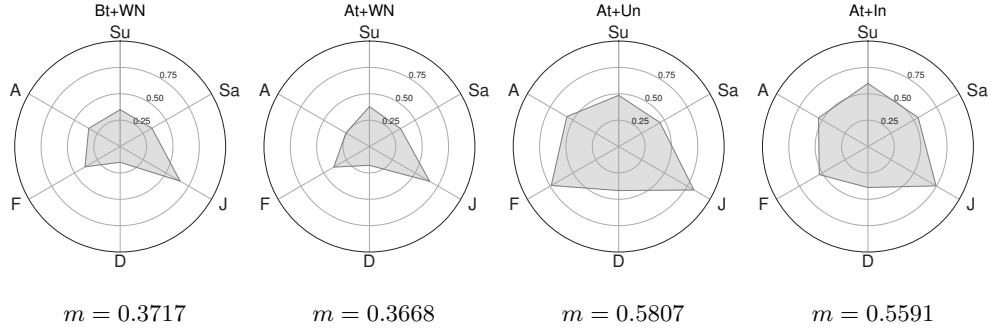 Bt+WN
Su
0.75
A
Sa
0.50
0.25
F
J
D
m = 0.3717
At+WN
Su
0.75
A
Sa
0.50
0.25
F
J
D
m = 0.3668
At+Un
Su
0.75
A
Sa
0.50
0.25
F
J
D
m = 0.5807
At+In
Su
0.75
A
Sa
0.50
0.25
F
J
D
m = 0.5591